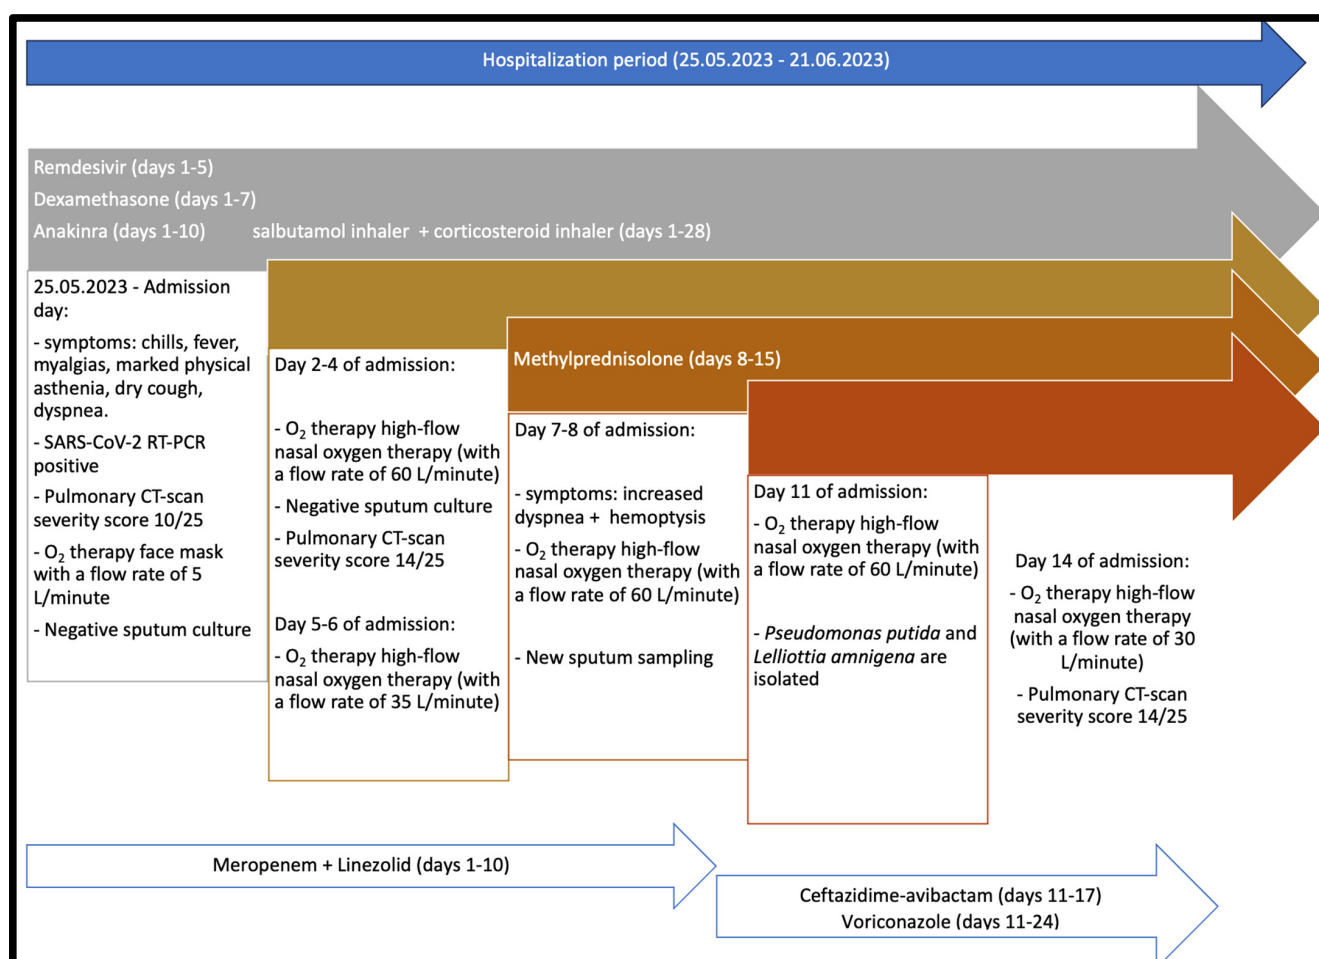 Hospitalization period (25.05.2023 - 21.06.2023)
Remdesivir (days 1-5)
Dexamethasone (days 1-7)
Anakinra (days 1-10) salbutamol inhaler + corticosteroid inhaler (days 1-28)
25.05.2023 - Admission
day:
- symptoms: chills, fever,
myalgias, marked physical
asthenia, dry cough,
dyspnea.
- SARS-CoV-2 RT-PCR
positive
- Pulmonary CT-scan
severity score 10/25
- O₂ therapy face mask
with a flow rate of 5
L/minute
- Negative sputum culture
Day 2-4 of admission:
- O₂ therapy high-flow
nasal oxygen therapy (with
a flow rate of 60 L/minute)
- Negative sputum culture
- Pulmonary CT-scan
severity score 14/25
Day 5-6 of admission:
- O₂ therapy high-flow
nasal oxygen therapy (with
a flow rate of 35 L/minute)
Methylprednisolone (days 8-15)
Day 7-8 of admission:
- symptoms: increased
dyspnea + hemoptysis
- O₂ therapy high-flow
nasal oxygen therapy (with
a flow rate of 60 L/minute)
- New sputum sampling
Day 11 of admission:
- O₂ therapy high-flow
nasal oxygen therapy (with
a flow rate of 60 L/minute)
- Pseudomonas putida and
Lelliottia amnigena are
isolated
Day 14 of admission:
- O₂ therapy high-flow
nasal oxygen therapy
(with a flow rate of 30
L/minute)
- Pulmonary CT-scan
severity score 14/25
Meropenem + Linezolid (days 1-10)
Ceftazidime-avibactam (days 11-17)
Voriconazole (days 11-24)